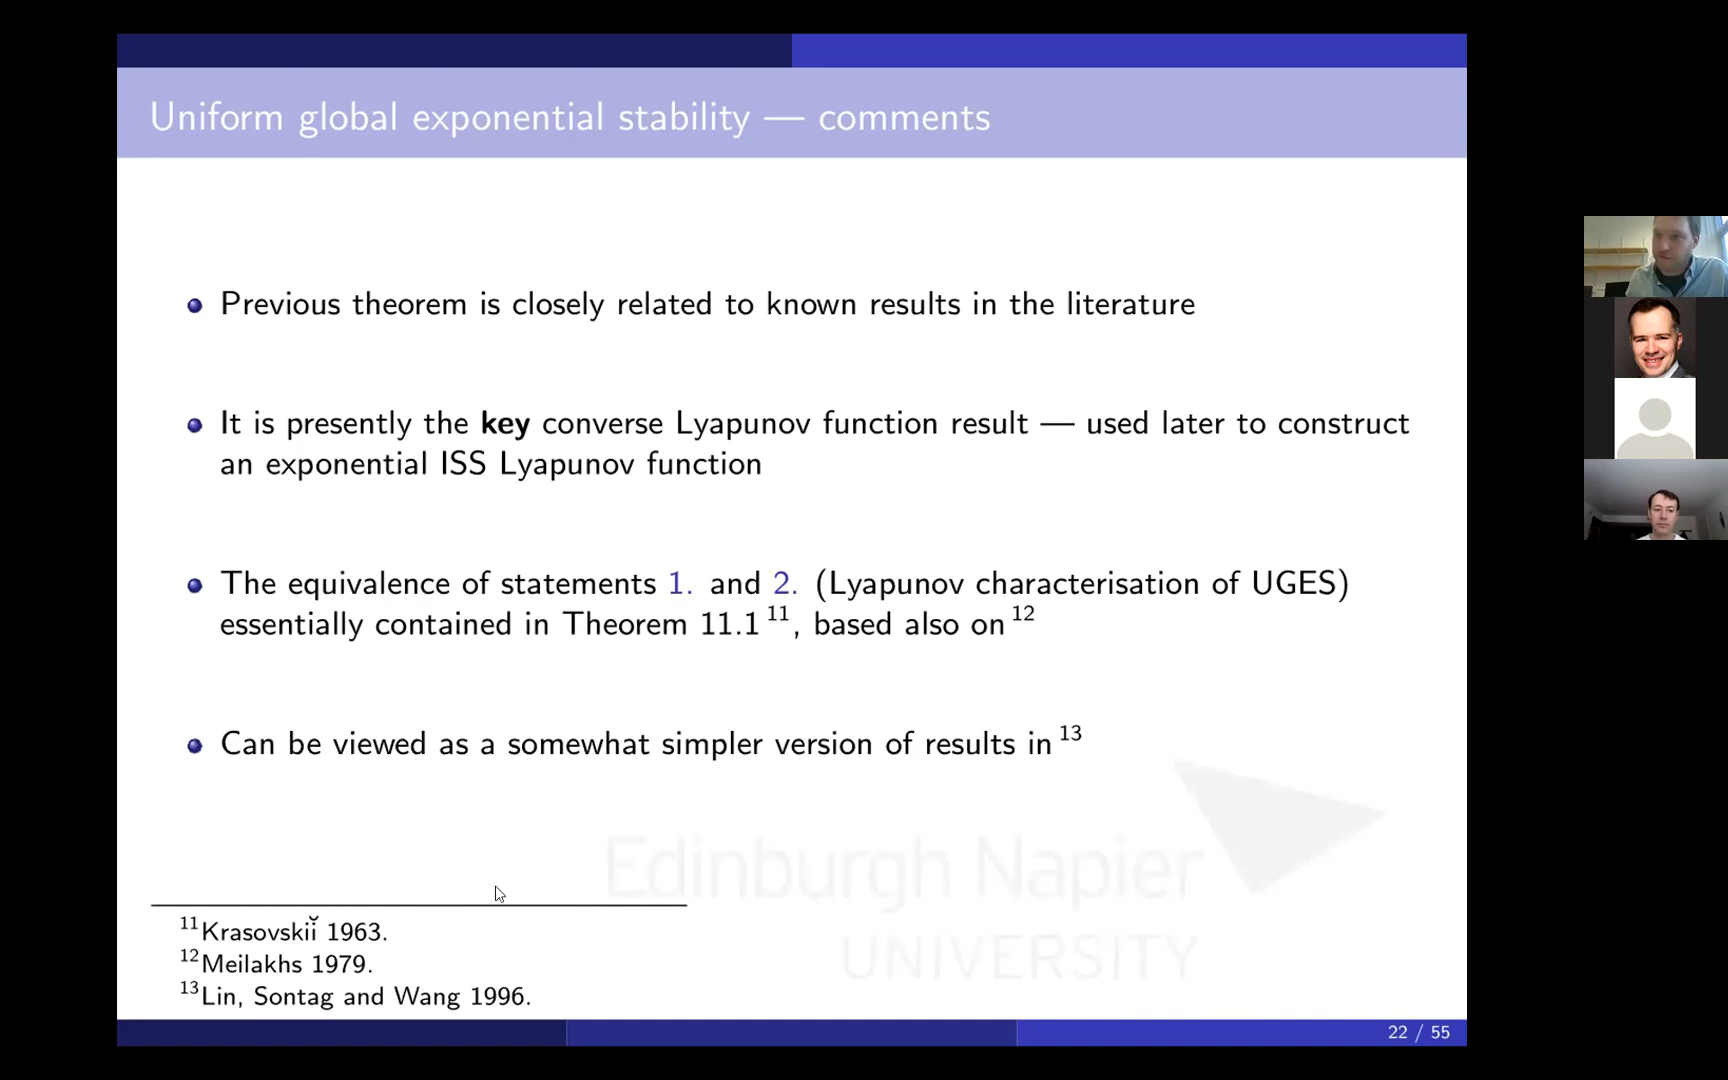 Uniform global exponential stability — comments
Previous theorem is closely related to known results in the literature
It is presently the key converse Lyapunov function result — used later to construct
an exponential ISS Lyapunov function
The equivalence of statements 1. and 2. (Lyapunov characterisation of UGES)
essentially contained in Theorem 11.1 11, based also on 12
Can be viewed as a somewhat simpler version of results in 13
Edinburgh Napier
UNIVERSITY
11Krasovskiĭ 1963.
12Meilakhs 1979.
13Lin, Sontag and Wang 1996.
22 / 55